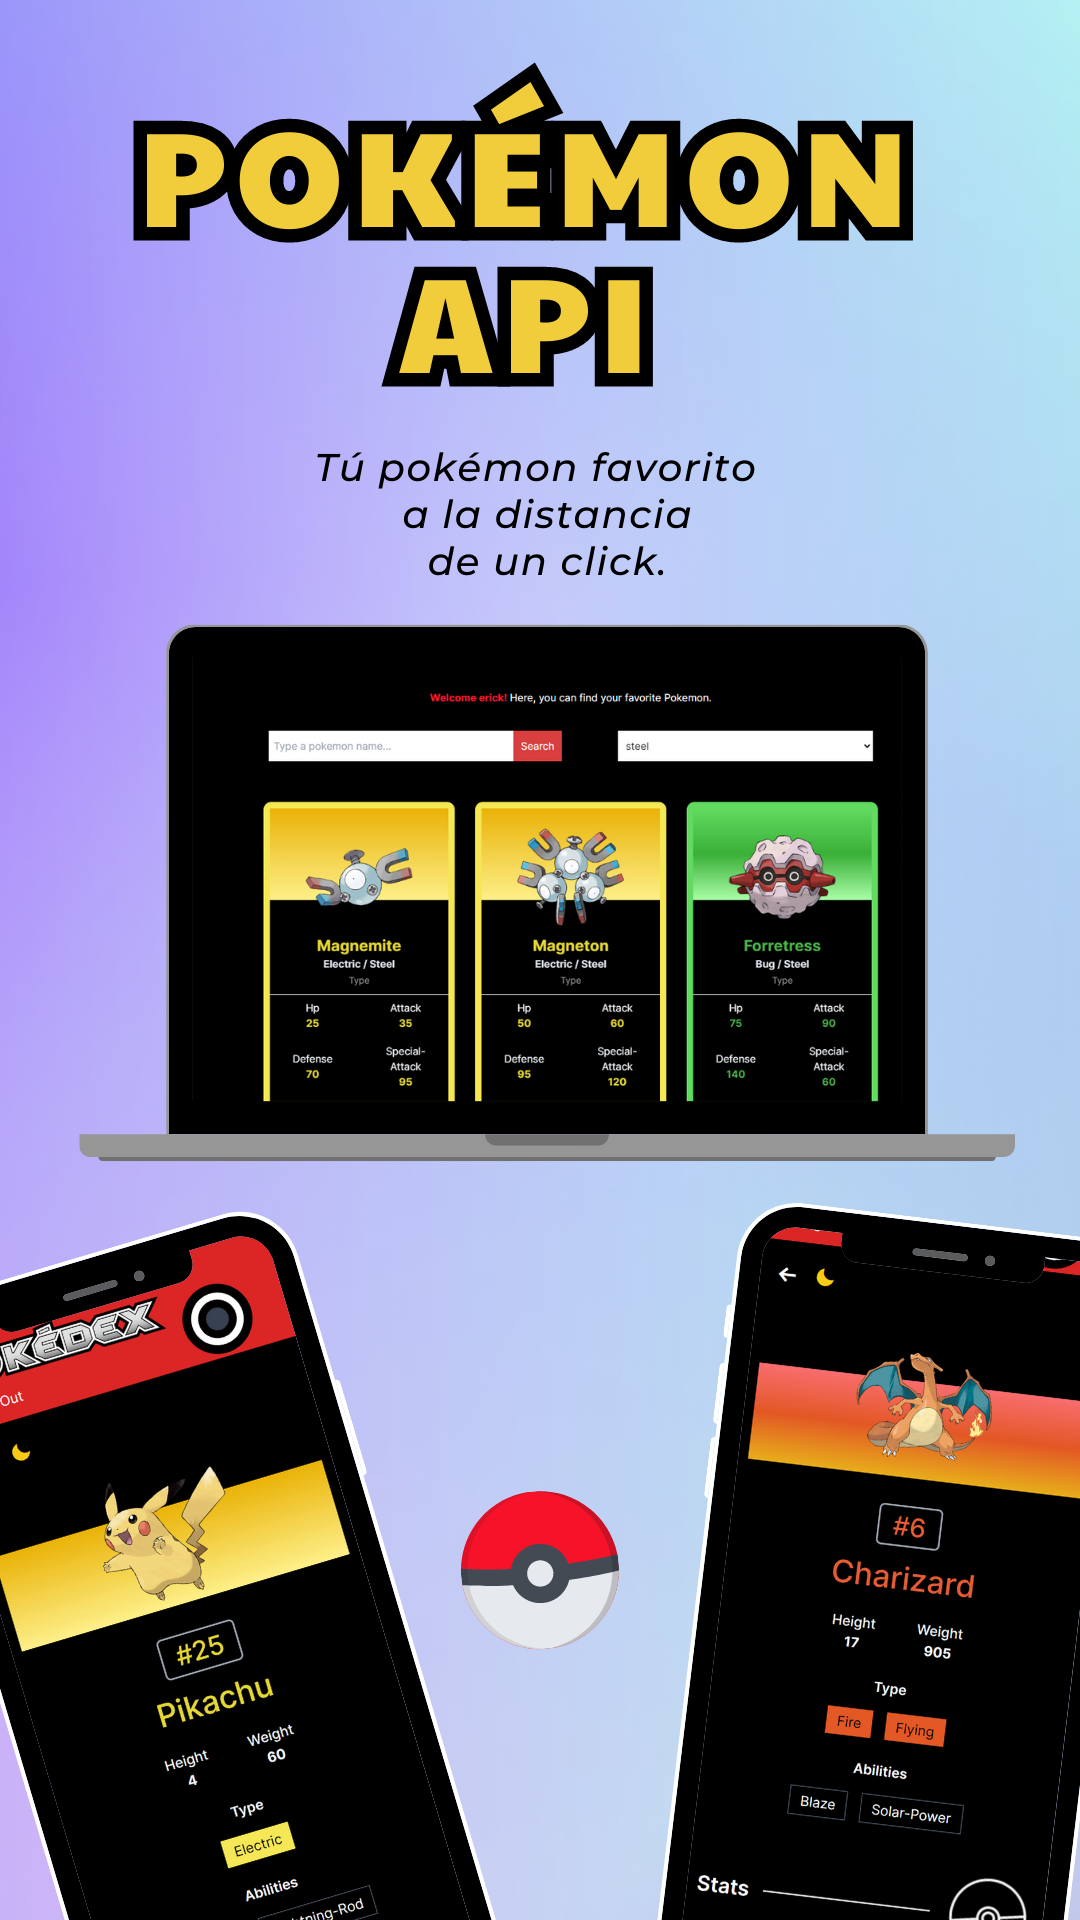 POKÉMON
API
Tú pokémon favorito
a la distancia
de un click.
Welcome erick! Here, you can find your favorite Pokemon.
Type a pokemon name...
Search
steel
Magnemite
Electric / Steel
Type
Hp
Attack
25
35
Defense
Special-
Attack
70
95
Magneton
Electric / Steel
Type
Hp
Attack
50
60
Defense
Special-
Attack
95
120
Forretress
Bug / Steel
Type
Hp
Attack
75
90
Defense
Special-
Attack
140
60
KÉDEX
Out
#25
Pikachu
Height
Weight
4
60
Type
Electric
Abilities
htning-Rod
#6
Charizard
Height
Weight
17
905
Type
Fire
Flying
Abilities
Blaze
Solar-Power
Stats